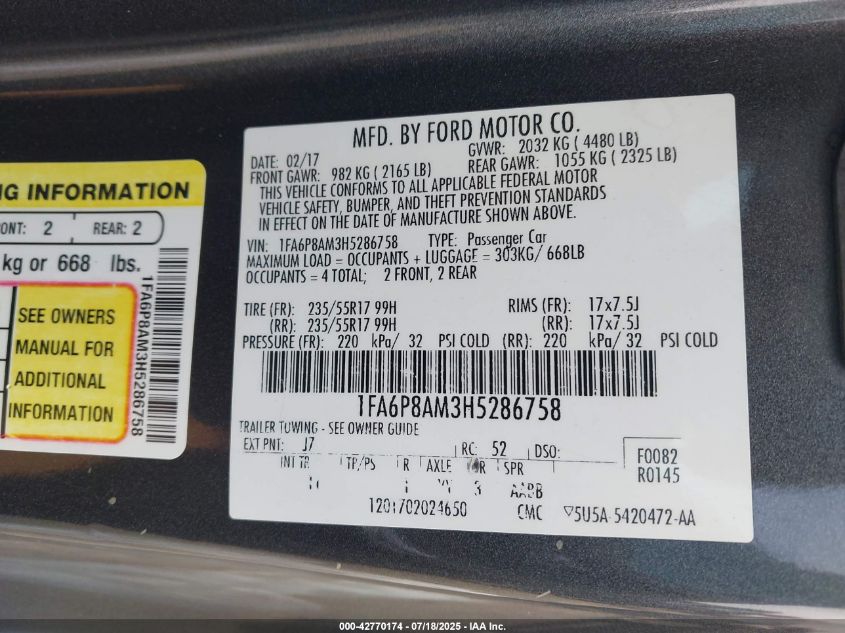 NG INFORMATION
ONT: 2 REAR: 2
kg or 668 lbs.
SEE OWNERS
MANUAL FOR
ADDITIONAL
INFORMATION
1FA6P8AM3H5286758
MFD. BY FORD MOTOR CO.
DATE: 02/17 GVWR: 2032 KG ( 4480 LB)
FRONT GAWR: 982 KG ( 2165 LB) REAR GAWR: 1055 KG ( 2325 LB)
THIS VEHICLE CONFORMS TO ALL APPLICABLE FEDERAL MOTOR
VEHICLE SAFETY, BUMPER, AND THEFT PREVENTION STANDARDS
IN EFFECT ON THE DATE OF MANUFACTURE SHOWN ABOVE.
VIN: 1FA6P8AM3H5286758 TYPE: Passenger Car
MAXIMUM LOAD = OCCUPANTS + LUGGAGE = 303KG/ 668LB
OCCUPANTS = 4 TOTAL; 2 FRONT, 2 REAR
TIRE (FR): 235/55R17 99H RIMS (FR): 17x7.5J
(RR): 235/55R17 99H (RR): 17x7.5J
PRESSURE (FR): 220 kPa/ 32 PSI COLD (RR): 220 kPa/ 32 PSI COLD
1FA6P8AM3H5286758
TRAILER TOWING - SEE OWNER GUIDE
EXT PNT: J7 RC: 52 DSO:
INT TR TP/PS R AXLE SPR
3 AABB
F0082
R0145
1201702024650 CMC ▽5U5A-5420472-AA
000-42770174 - 07/18/2025 - IAA Inc.